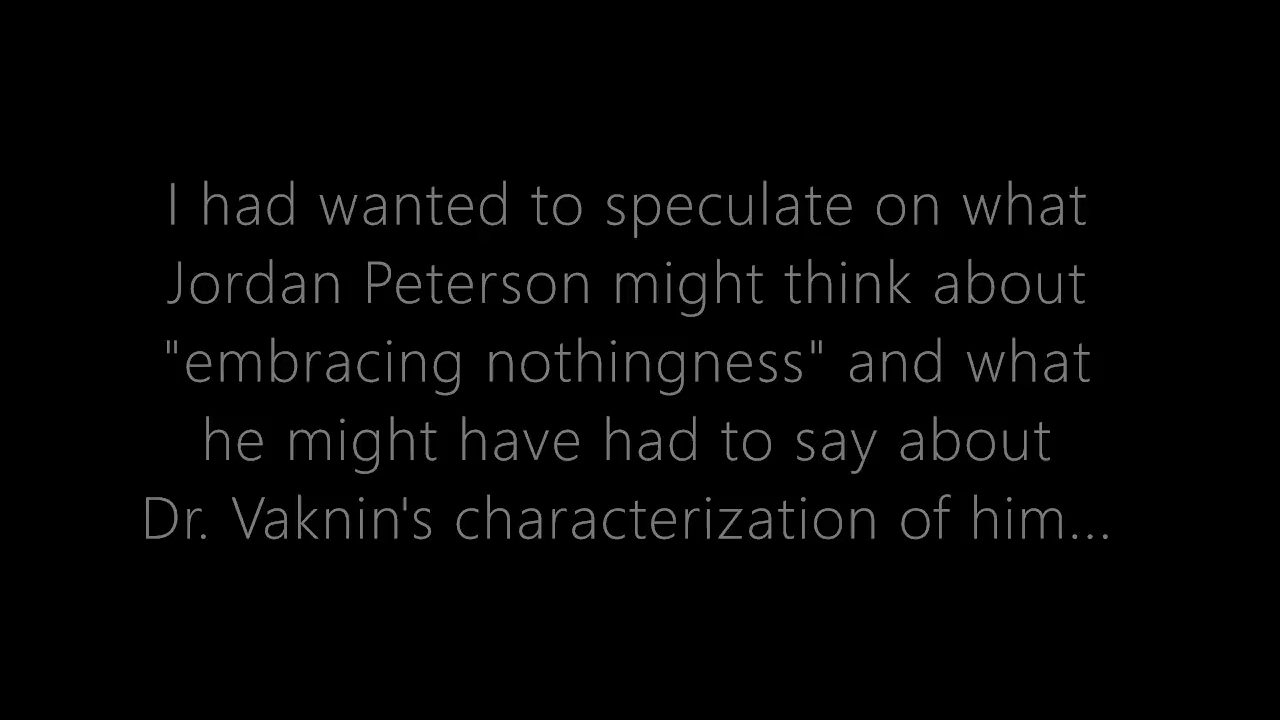 I had wanted to speculate on what
Jordan Peterson might think about
"embracing nothingness" and what
he might have had to say about
Dr. Vaknin's characterization of him...